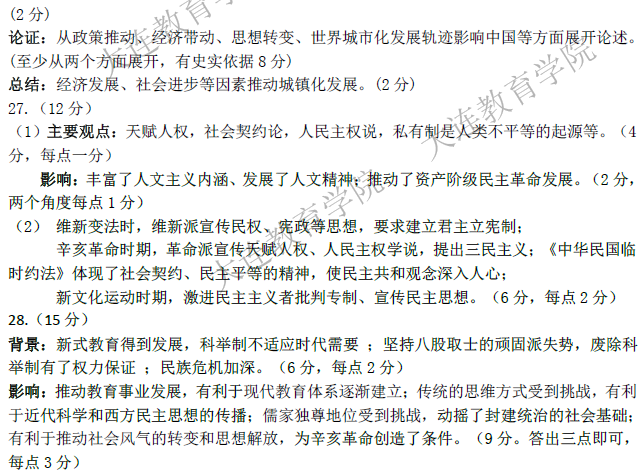 (2 分)
论证：从政策推动、经济带动、思想转变、世界城市化发展轨迹影响中国等方面展开论述。
(至少从两个方面展开，有史实依据 8 分)
总结：经济发展、社会进步等因素推动城镇化发展。(2 分)
27.（12 分）
（1）主要观点：天赋人权，社会契约论，人民主权说，私有制是人类不平等的起源等。（4
分，每点一分）
影响：丰富了人文主义内涵、发展了人文精神；推动了资产阶级民主革命发展。（2 分，
两个角度每点 1 分）
（2） 维新变法时，维新派宣传民权、宪政等思想，要求建立君主立宪制；
辛亥革命时期，革命派宣传天赋人权、人民主权学说，提出三民主义；《中华民国临
时约法》体现了社会契约、民主平等的精神，使民主共和观念深入人心；
新文化运动时期，激进民主主义者批判专制、宣传民主思想。（6 分，每点 2 分）
28.（15 分）
背景：新式教育得到发展，科举制不适应时代需要 ；坚持八股取士的顽固派失势，废除科
举制有了权力保证 ；民族危机加深。（6 分，每点 2 分）
影响：推动教育事业发展，有利于现代教育体系逐渐建立；传统的思维方式受到挑战，有利
于近代科学和西方民主思想的传播；儒家独尊地位受到挑战，动摇了封建统治的社会基础；
有利于推动社会风气的转变和思想解放，为辛亥革命创造了条件。（9 分。答出三点即可，
每点 3 分）
大连教育学院
大连教育学院
大连教育学院